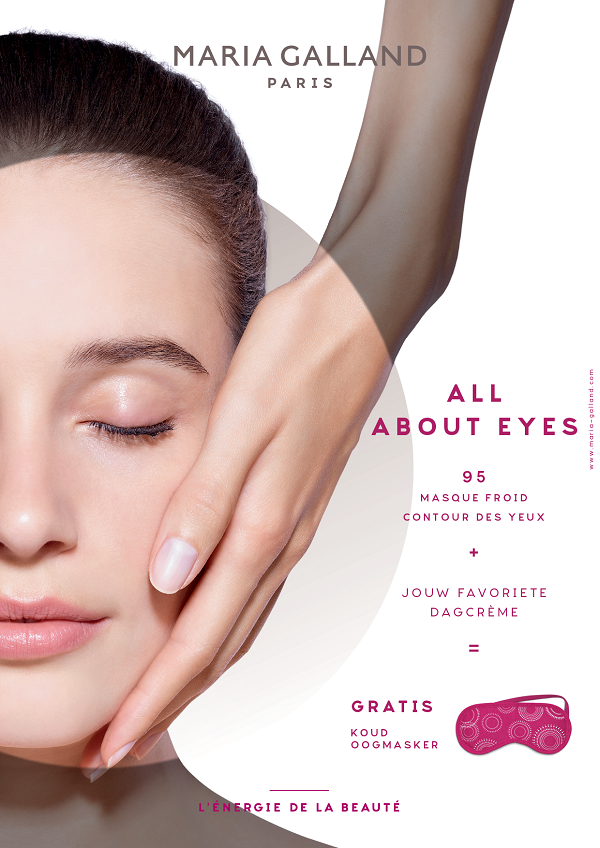 MARIA GALLAND
PARIS
ALL
ABOUT EYES
95
MASQUE FROID
CONTOUR DES YEUX
+
JOUW FAVORIETE
DAGCRÈME
=
GRATIS
KOUD
OOGMASKER
L'ÉNERGIE DE LA BEAUTÉ
www.maria-galland.com